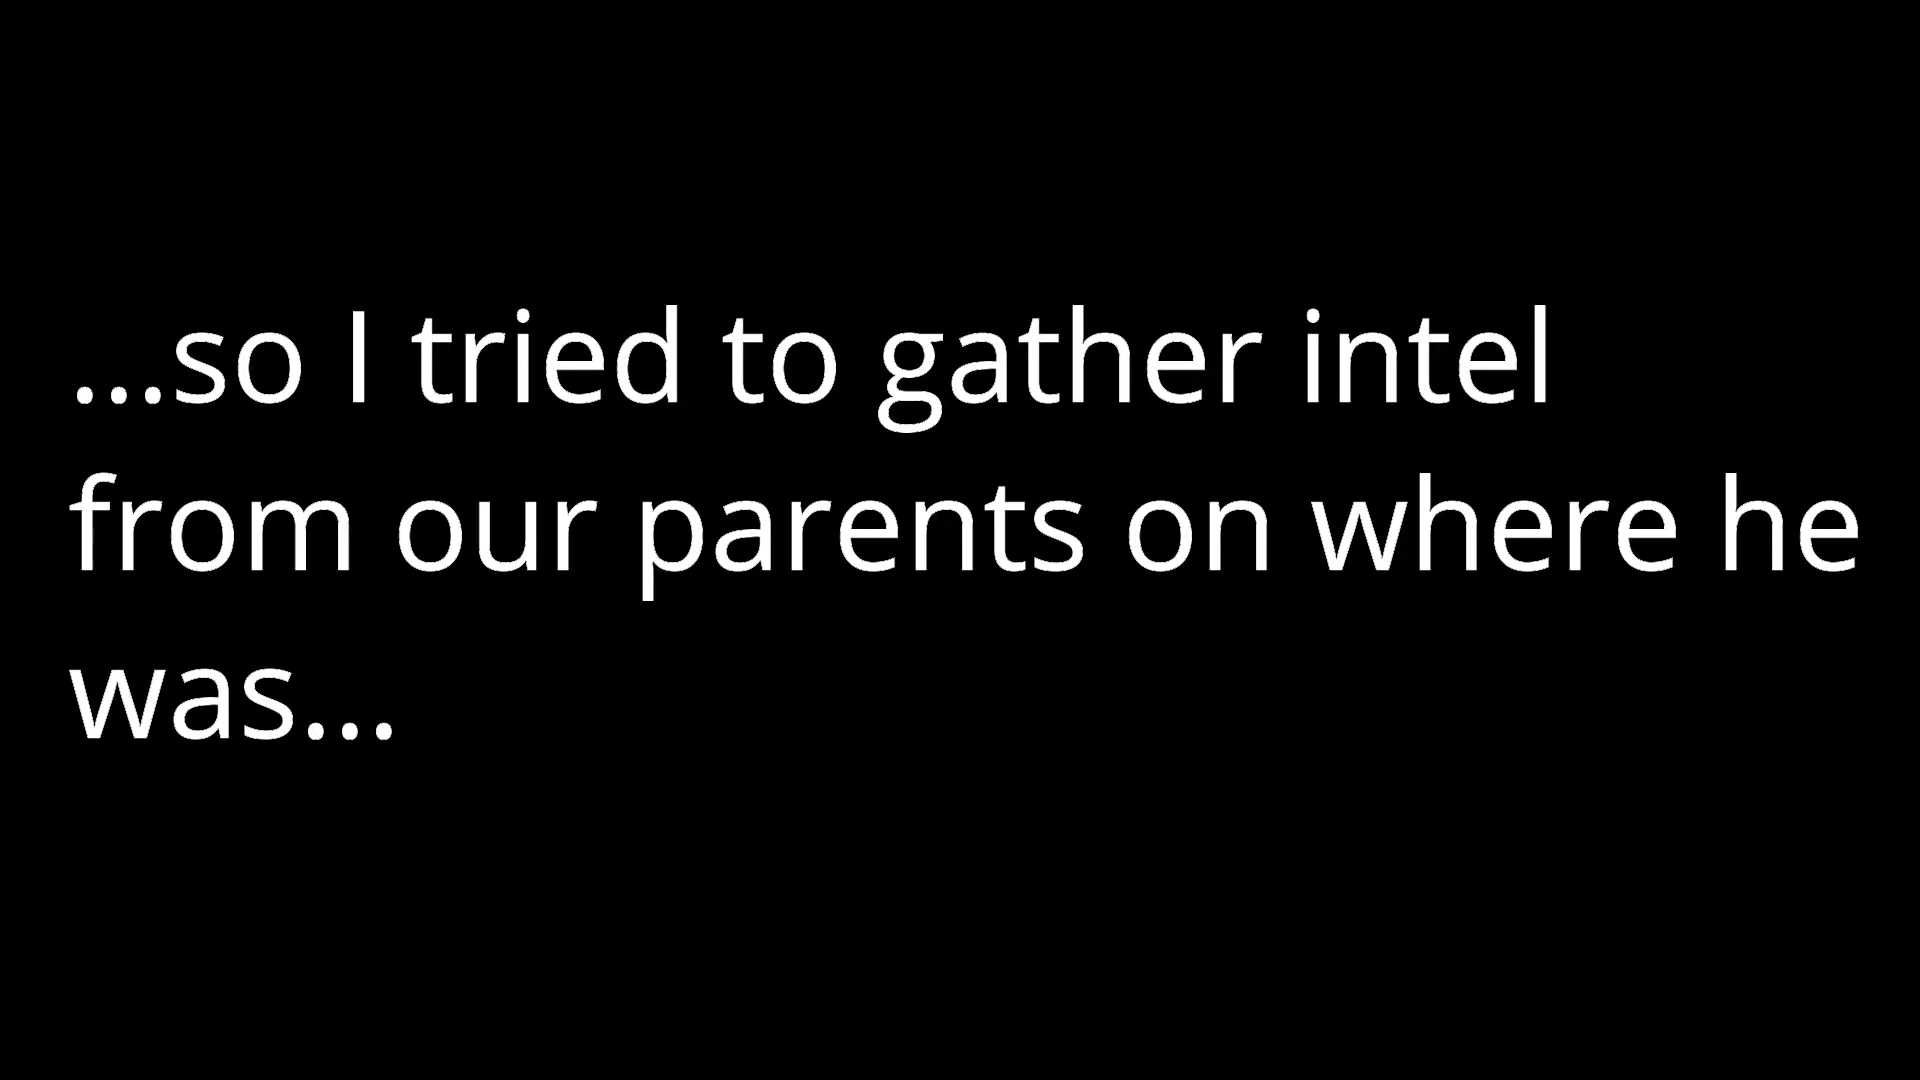 ...so I tried to gather intel
from our parents on where he
was...